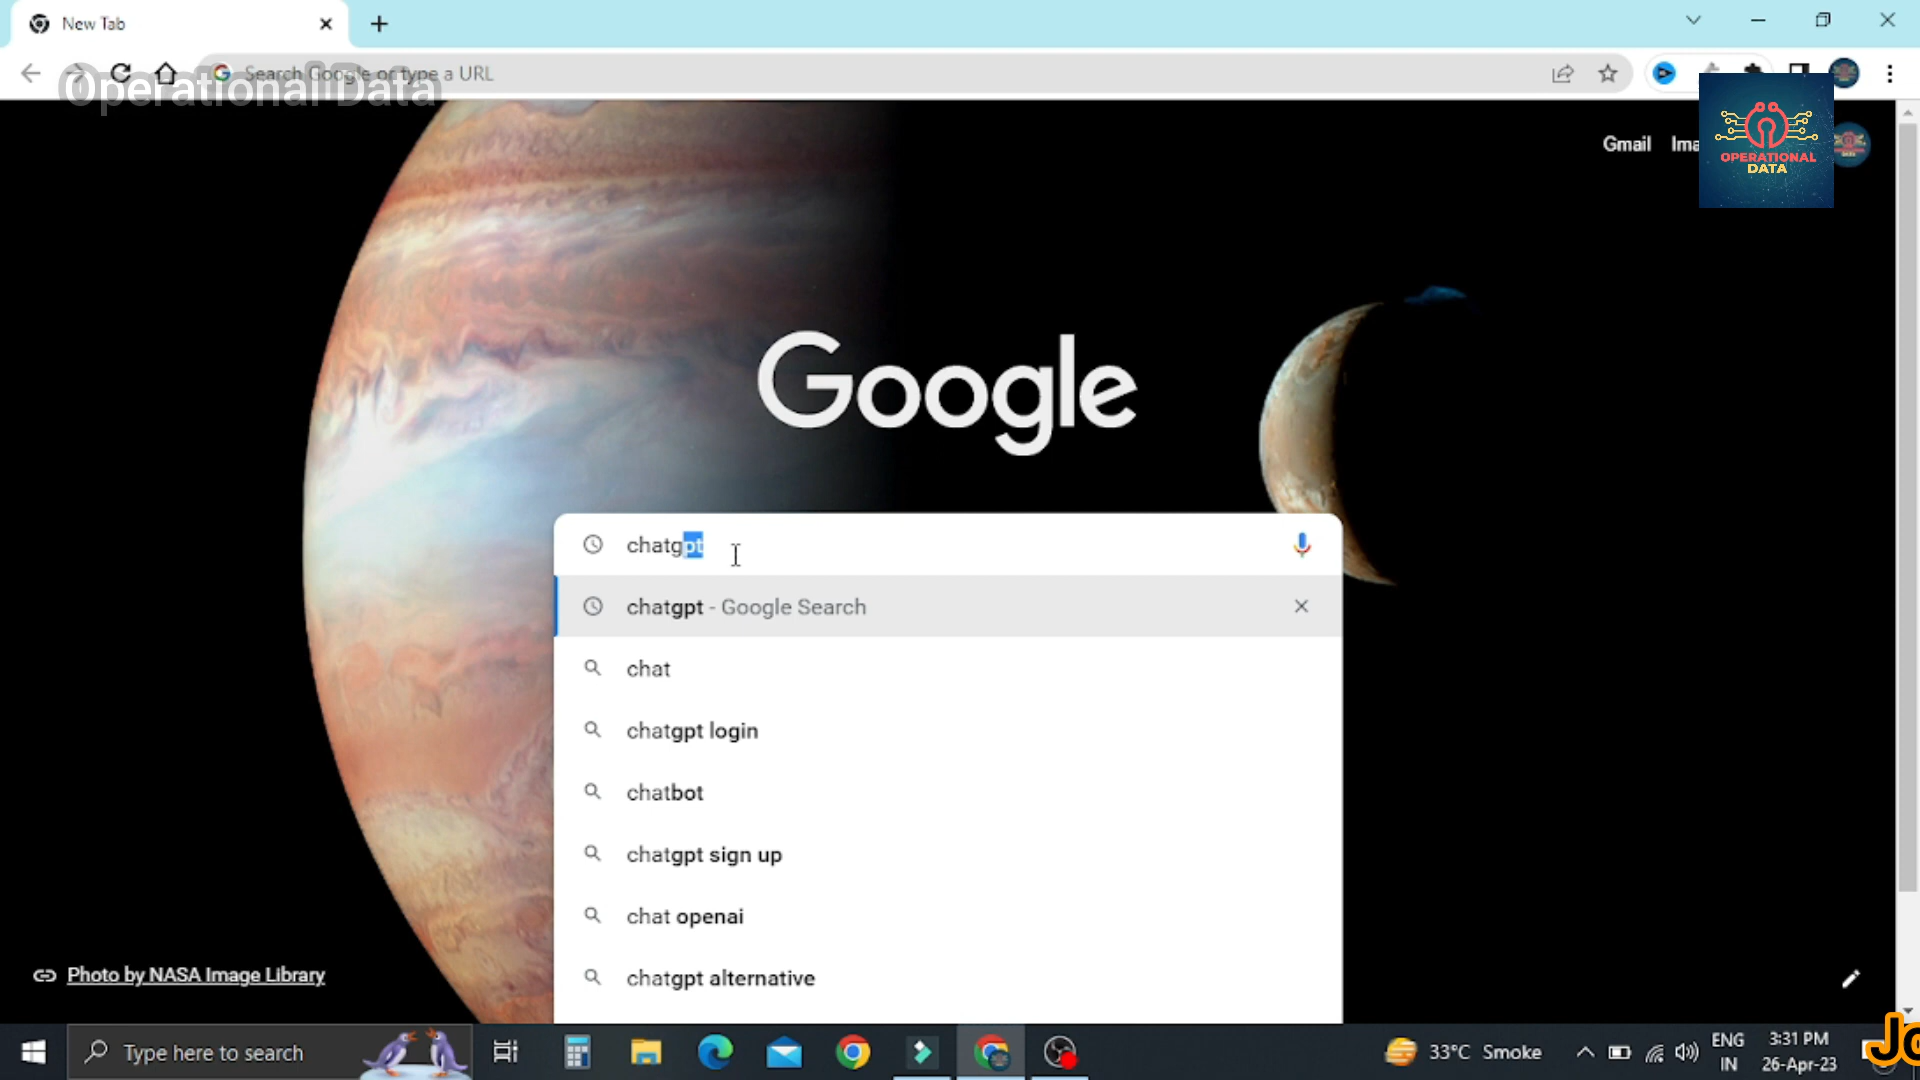 New Tab
Search Google or type a URL
Operational Data
Gmail
OPERATIONAL
DATA
Google
chatgpt
chatgpt - Google Search
chat
chatgpt login
chatbot
chatgpt sign up
chat openai
chatgpt alternative
Photo by NASA Image Library
Type here to search
33°C Smoke
ENG
IN
3:31 PM
26-Apr-23